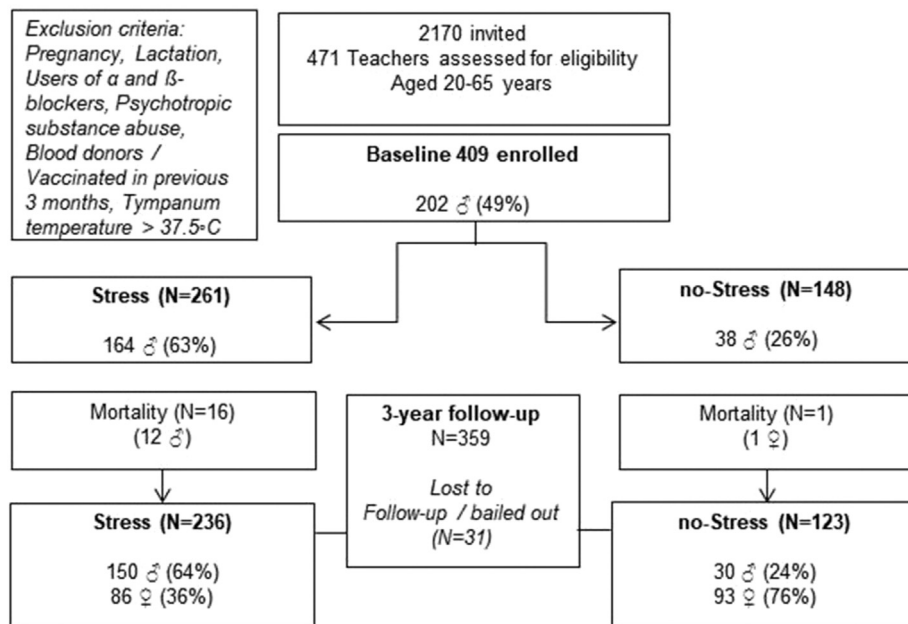 Exclusion criteria:
Pregnancy, Lactation,
Users of α and ß-
blockers, Psychotropic
substance abuse,
Blood donors /
Vaccinated in previous
3 months, Tympanum
temperature > 37.5◦C
2170 invited
471 Teachers assessed for eligibility
Aged 20-65 years
Baseline 409 enrolled
202 ♂ (49%)
Stress (N=261)
164 ♂ (63%)
no-Stress (N=148)
38 ♂ (26%)
Mortality (N=16)
(12 ♂)
3-year follow-up
N=359
Lost to
Follow-up / bailed out
(N=31)
Mortality (N=1)
(1 ♀)
Stress (N=236)
150 ♂ (64%)
86 ♀ (36%)
no-Stress (N=123)
30 ♂ (24%)
93 ♀ (76%)